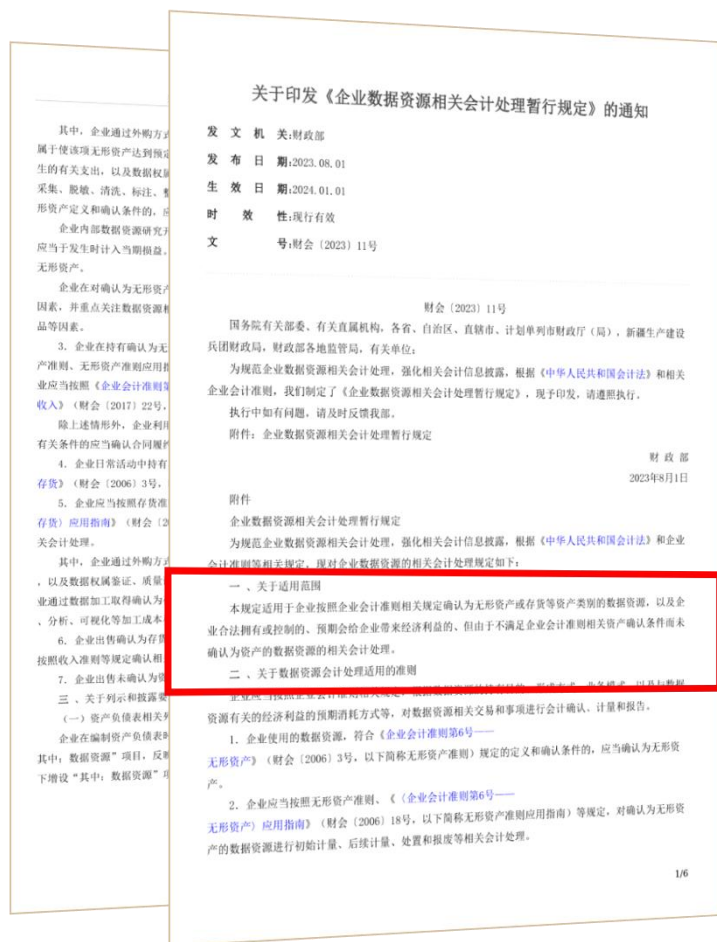 其中，企业通过外购方式
属于使该项无形资产达到预定
生的有关支出，以及数据权属
采集、脱敏、清洗、标注、整
形资产定义和确认条件的，应
企业内部数据资源研究开
应当于发生时计入当期损益。
无形资产。
企业在对确认为无形资产
因素，并重点关注数据资源相
品等因素。
3．企业在持有确认为无
产准则、无形资产准则应用指
业应当按照《企业会计准则第
收入》（财会〔2017〕22号，
除上述情形外，企业利用
有关条件的应当确认合同履约
4．企业日常活动中持有
存货》（财会〔2006〕3号，
5．企业应当按照存货准
存货〉应用指南》（财会〔20
关会计处理。
其中，企业通过外购方式
、以及数据权属鉴证、质量
业通过数据加工取得确认为
、分析、可视化等加工成本
6．企业出售确认为存货
按照收入准则等规定确认相
7．企业出售未确认为资
三 、关于列示和披露要
（一）资产负债表相关
企业在编制资产负债表时
其中：数据资源”项目，反映
下增设“其中：数据资源”项
关于印发《企业数据资源相关会计处理暂行规定》的通知
发文机关:财政部
发布日期:2023.08.01
生效日期:2024.01.01
时效性:现行有效
文号:财会〔2023〕11号
财会〔2023〕11号
国务院有关部委、有关直属机构，各省、自治区、直辖市、计划单列市财政厅（局），新疆生产建设
兵团财政局，财政部各地监管局，有关单位：
为规范企业数据资源相关会计处理，强化相关会计信息披露，根据《中华人民共和国会计法》和相关
企业会计准则，我们制定了《企业数据资源相关会计处理暂行规定》，现予印发，请遵照执行。
执行中如有问题，请及时反馈我部。
附件：企业数据资源相关会计处理暂行规定
财 政 部
2023年8月1日
附件
企业数据资源相关会计处理暂行规定
为规范企业数据资源相关会计处理，强化相关会计信息披露，根据《中华人民共和国会计法》和企业
会计准则等相关规定，现对企业数据资源的相关会计处理规定如下：
一 、关于适用范围
本规定适用于企业按照企业会计准则相关规定确认为无形资产或存货等资产类别的数据资源，以及企
业合法拥有或控制的、预期会给企业带来经济利益的、但由于不满足企业会计准则相关资产确认条件而未
确认为资产的数据资源的相关会计处理。
二 、关于数据资源会计处理适用的准则
企业应当按照企业会计准则相关规定，根据数据资源的持有目的、形成方式、业务模式，以及与数据
资源有关的经济利益的预期消耗方式等，对数据资源相关交易和事项进行会计确认、计量和报告。
1．企业使用的数据资源，符合《企业会计准则第6号——
无形资产》（财会〔2006〕3号，以下简称无形资产准则）规定的定义和确认条件的，应当确认为无形资
产。
2．企业应当按照无形资产准则、《〈企业会计准则第6号——
无形资产〉应用指南》（财会〔2006〕18号，以下简称无形资产准则应用指南）等规定，对确认为无形资
产的数据资源进行初始计量、后续计量、处置和报废等相关会计处理。
1/6